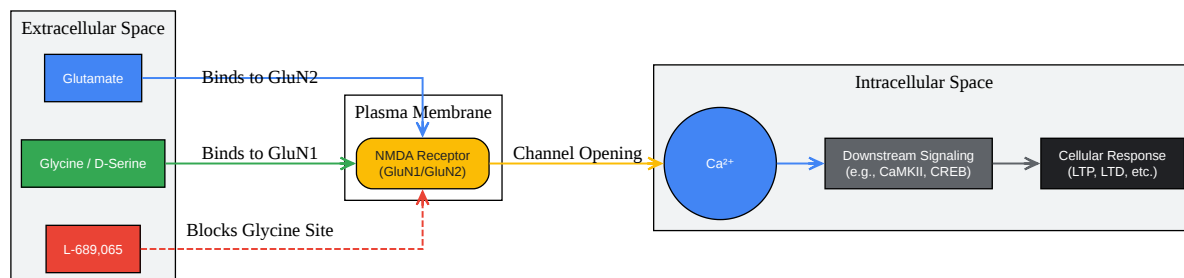 Extracellular Space
Glutamate
Binds to GluN2
Glycine / D-Serine
Binds to GluN1
L-689,065
Blocks Glycine Site
Plasma Membrane
NMDA Receptor
(GluN1/GluN2)
Channel Opening
Intracellular Space
Ca²⁺
Downstream Signaling
(e.g., CaMKII, CREB)
Cellular Response
(LTP, LTD, etc.)